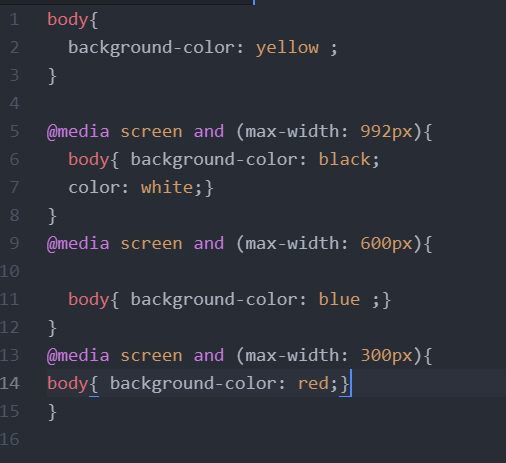 1 body{
2   background-color: yellow ;
3 }
4
5 @media screen and (max-width: 992px){
6   body{ background-color: black;
7   color: white;}
8 }
9 @media screen and (max-width: 600px){
10
11   body{ background-color: blue ;}
12 }
13 @media screen and (max-width: 300px){
14 body{ background-color: red;}
15 }
16